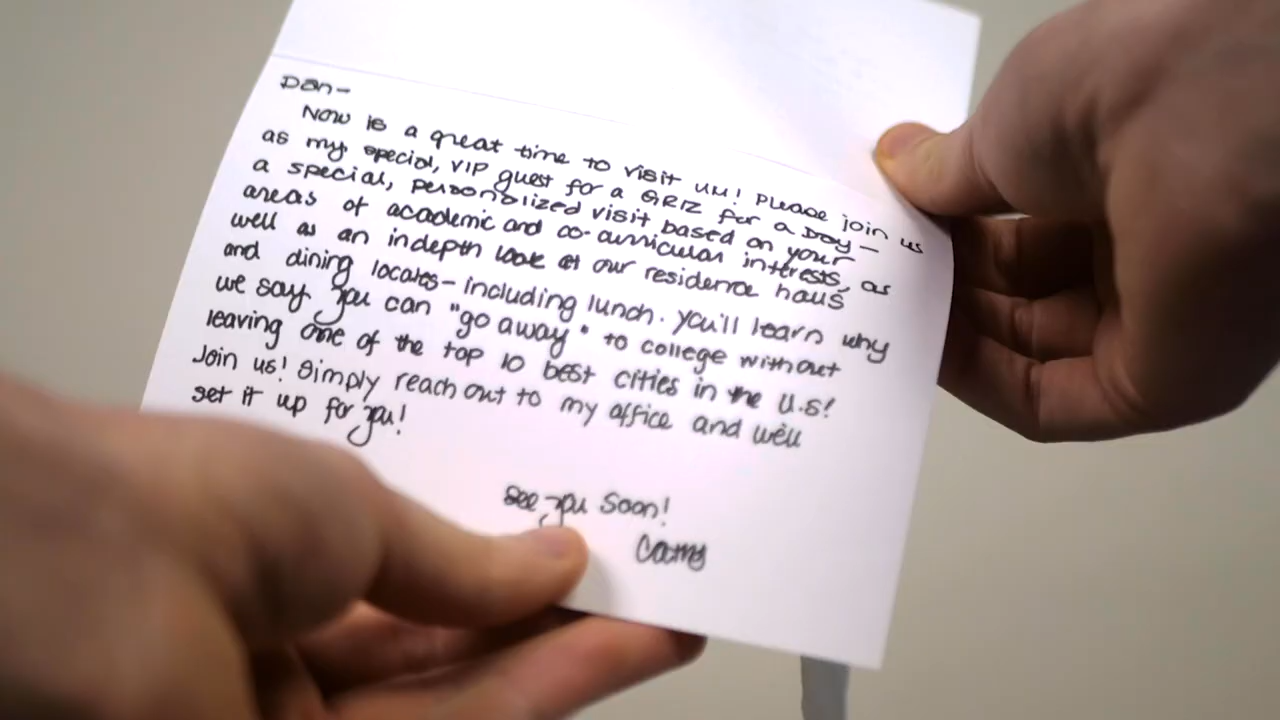 Dan-
Now is a great time to visit UM! Please join us
as my special, VIP guest for a GRIZ for a Day—
a special, personalized visit based on your
areas of academic and co-curricular interests, as
well as an indepth look at our residence halls
and dining locales- including lunch. You'll learn why
we say you can "go away" to college without
leaving one of the top 10 best cities in the U.S!
Join us! Simply reach out to my office and we'll
set it up for you!
See you soon!
Cathy